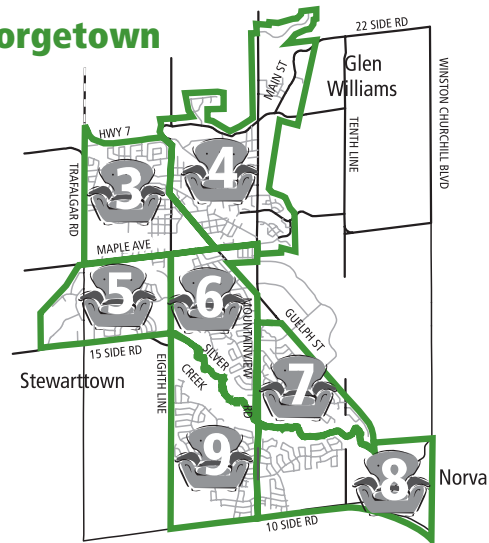 orgetown
22 SIDE RD
MAIN ST
Glen
Williams
WINSTON CHURCHILL BLVD
TENTH LINE
HWY 7
TRAFALGAR RD
3
4
MAPLE AVE
5
6
MOUNTAINVIEW RD
GUELPH ST
15 SIDE RD
SILVER
CREEK
Stewarttown
EIGHTH LINE
7
9
8
Norva
10 SIDE RD